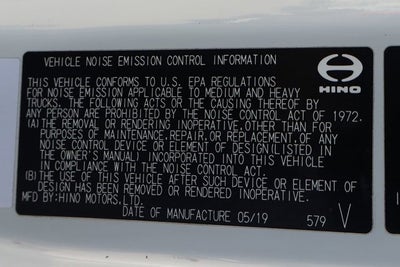 VEHICLE NOISE EMISSION CONTROL INFORMATION
HINO
THIS VEHICLE CONFORMS TO U.S. EPA REGULATIONS
FOR NOISE EMISSION APPLICABLE TO MEDIUM AND HEAVY
TRUCKS. THE FOLLOWING ACTS OR THE CAUSING THEREOF BY
ANY PERSON ARE PROHIBITED BY THE NOISE CONTROL ACT OF 1972.
(A)THE REMOVAL OR RENDERING INOPERATIVE,OTHER THAN FOR
PURPOSES OF MAINTENANCE,REPAIR,OR REPLACEMENT,OF ANY
NOISE CONTROL DEVICE OR ELEMENT OF DESIGN(LISTED IN
THE OWNER'S MANUAL) INCORPORATED INTO THIS VEHICLE
IN COMPLIANCE WITH THE NOISE CONTROL ACT.
(B)THE USE OF THIS VEHICLE AFTER SUCH DEVICE OR ELEMENT OF
DESIGN HAS BEEN REMOVED OR RENDERED INOPERATIVE.
MFD BY:HINO MOTORS,LTD.
DATE OF MANUFACTURE 05/19 579 V